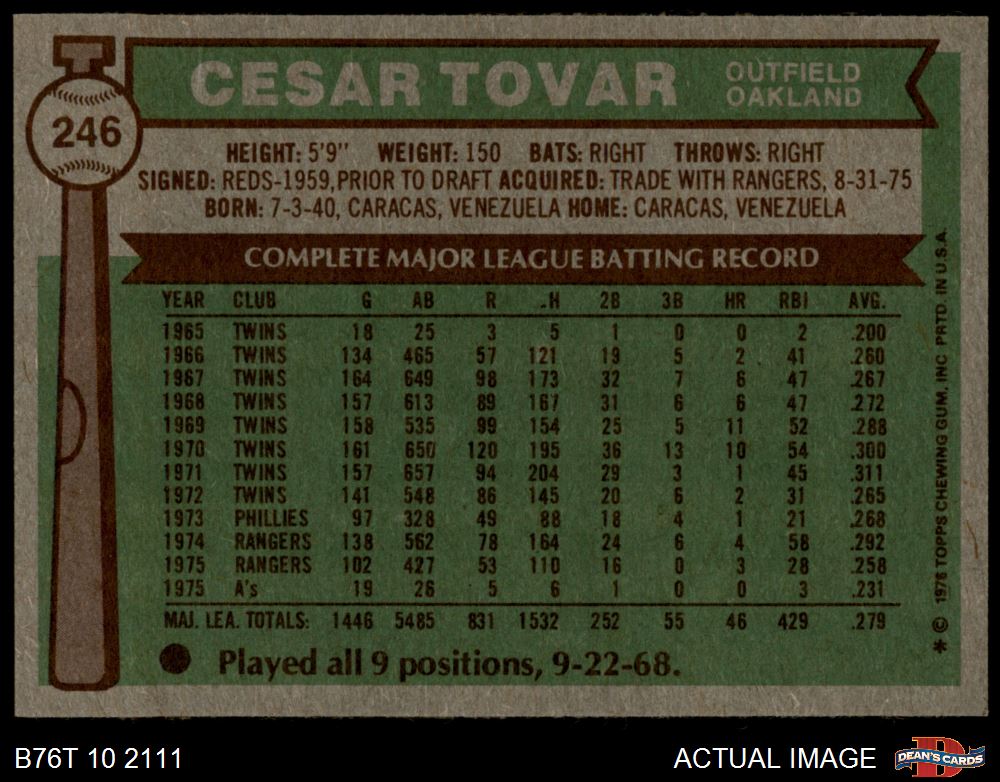 CESAR TOVAR
OUTFIELD
OAKLAND
246
HEIGHT: 5'9" WEIGHT: 150 BATS: RIGHT THROWS: RIGHT
SIGNED: REDS-1959, PRIOR TO DRAFT ACQUIRED: TRADE WITH RANGERS, 8-31-75
BORN: 7-3-40, CARACAS, VENEZUELA HOME: CARACAS, VENEZUELA
COMPLETE MAJOR LEAGUE BATTING RECORD
YEAR CLUB G AB R .H 2B 3B HR RBI AVG.
1965 TWINS 18 25 3 5 1 0 0 2 .200
1966 TWINS 134 465 57 121 19 5 2 41 .260
1967 TWINS 164 649 98 173 32 7 6 47 .267
1968 TWINS 157 613 89 167 31 6 6 47 .272
1969 TWINS 158 535 99 154 25 5 11 52 .288
1970 TWINS 161 650 120 195 36 13 10 54 .300
1971 TWINS 157 657 94 204 29 3 1 45 .311
1972 TWINS 141 548 86 145 20 6 2 31 .265
1973 PHILLIES 97 328 49 88 18 4 1 21 .268
1974 RANGERS 138 562 78 164 24 6 4 58 .292
1975 RANGERS 102 427 53 110 16 0 3 28 .258
1975 A's 19 26 5 6 1 0 0 3 .231
MAJ. LEA. TOTALS: 1446 5485 831 1532 252 55 46 429 .279
● Played all 9 positions, 9-22-68.
* © 1976 TOPPS CHEWING GUM, INC PRTD. IN U.S.A.
B76T 10 2111
ACTUAL IMAGE
DEAN'S CARDS